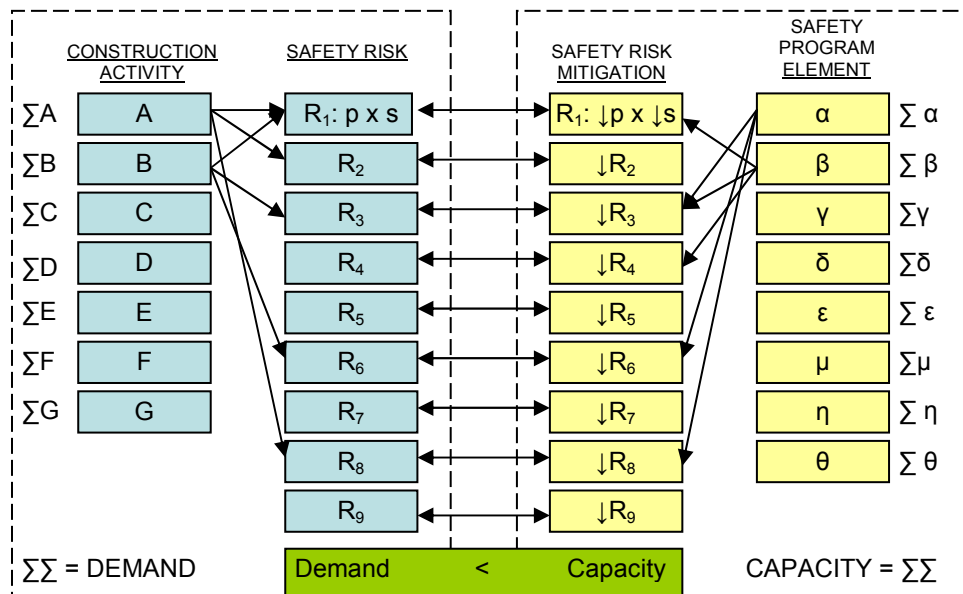 CONSTRUCTION
ACTIVITY
SAFETY RISK
SAFETY RISK
MITIGATION
SAFETY
PROGRAM
ELEMENT
∑A A R₁: p x s R₁: ↓p x ↓s α ∑ α
∑B B R₂ ↓R₂ β ∑ β
∑C C R₃ ↓R₃ γ ∑γ
∑D D R₄ ↓R₄ δ ∑δ
∑E E R₅ ↓R₅ ε ∑ ε
∑F F R₆ ↓R₆ μ ∑μ
∑G G R₇ ↓R₇ η ∑ η
R₈ ↓R₈ θ ∑ θ
R₉ ↓R₉
∑∑ = DEMAND Demand < Capacity CAPACITY = ∑∑